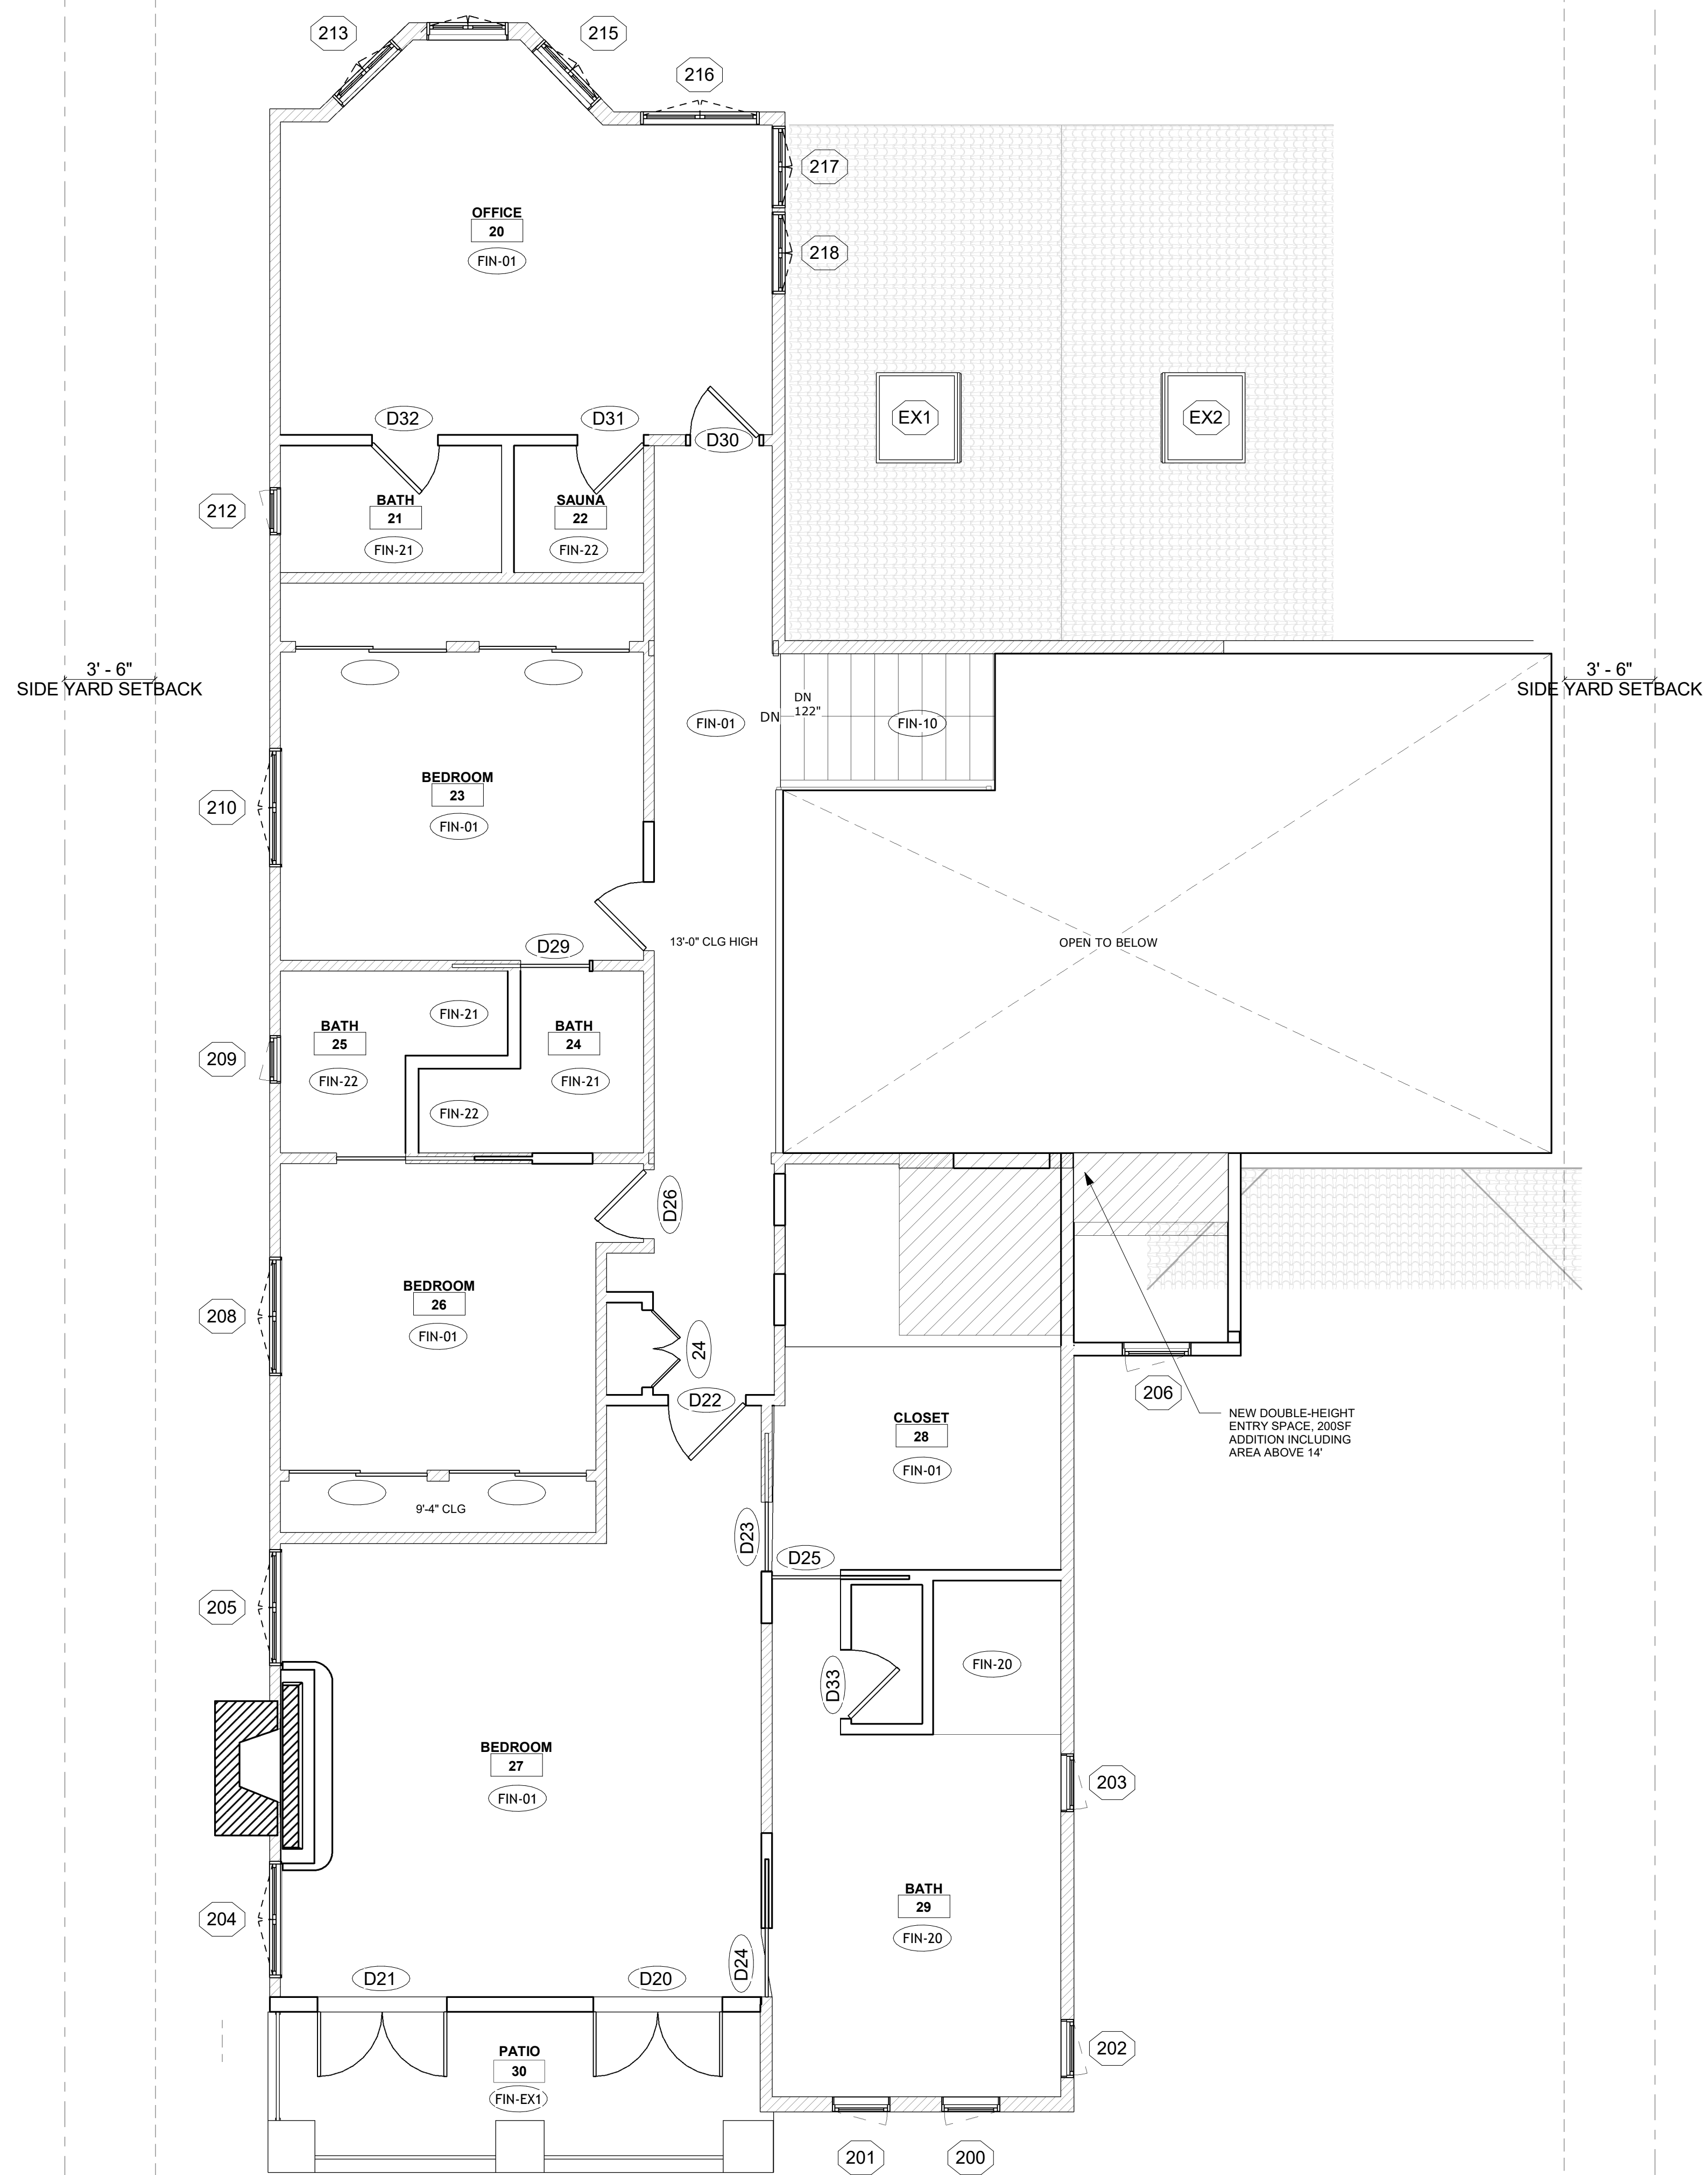 213
215
216
217
218
OFFICE
20
FIN-01
EX1
EX2
D32
D31
D30
212
BATH
21
FIN-21
SAUNA
22
FIN-22
3' - 6"
SIDE YARD SETBACK
3' - 6"
SIDE YARD SETBACK
FIN-01
DN
DN
122"
FIN-10
BEDROOM
23
FIN-01
210
D29
13'-0" CLG HIGH
OPEN TO BELOW
FIN-21
BATH
25
FIN-22
BATH
24
FIN-21
FIN-22
209
D26
BEDROOM
26
FIN-01
208
24
D22
206
NEW DOUBLE-HEIGHT
ENTRY SPACE, 200SF
ADDITION INCLUDING
AREA ABOVE 14'
CLOSET
28
FIN-01
9'-4" CLG
D23
D25
205
D33
FIN-20
BEDROOM
27
FIN-01
203
BATH
29
FIN-20
204
D24
D21
D20
202
PATIO
30
FIN-EX1
201
200